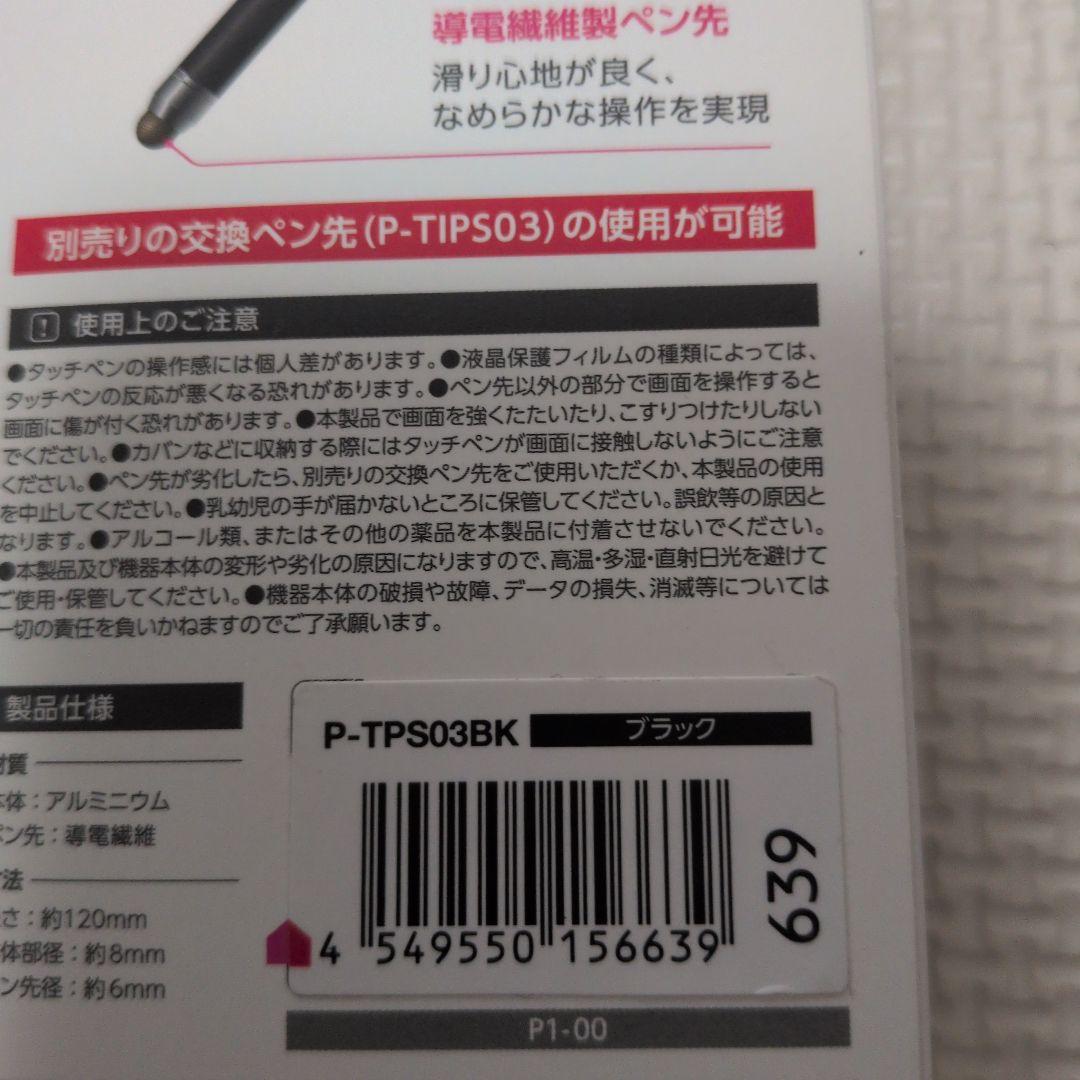 導電繊維製ペン先
滑り心地が良く、
なめらかな操作を実現
別売りの交換ペン先(P-TIPS03)の使用が可能
! 使用上のご注意
●タッチペンの操作感には個人差があります。●液晶保護フィルムの種類によっては、
タッチペンの反応が悪くなる恐れがあります。●ペン先以外の部分で画面を操作すると
画面に傷が付く恐れがあります。●本製品で画面を強くたたいたり、こすりつけたりしない
でください。●カバンなどに収納する際にはタッチペンが画面に接触しないようにご注意
ください。●ペン先が劣化したら、別売りの交換ペン先をご使用いただくか、本製品の使用
を中止してください。●乳幼児の手が届かないところに保管してください。誤飲等の原因と
なります。●アルコール類、またはその他の薬品を本製品に付着させないでください。
●本製品及び機器本体の変形や劣化の原因になりますので、高温・多湿・直射日光を避けて
ご使用・保管してください。●機器本体の破損や故障、データの損失、消滅等については
一切の責任を負いかねますのでご了承願います。
製品仕様
材質
本体：アルミニウム
ペン先：導電繊維
法
さ：約120mm
体部径：約8mm
ン先径：約6mm
P-TPS03BK ブラック
639
4 549550 156639
P1-00